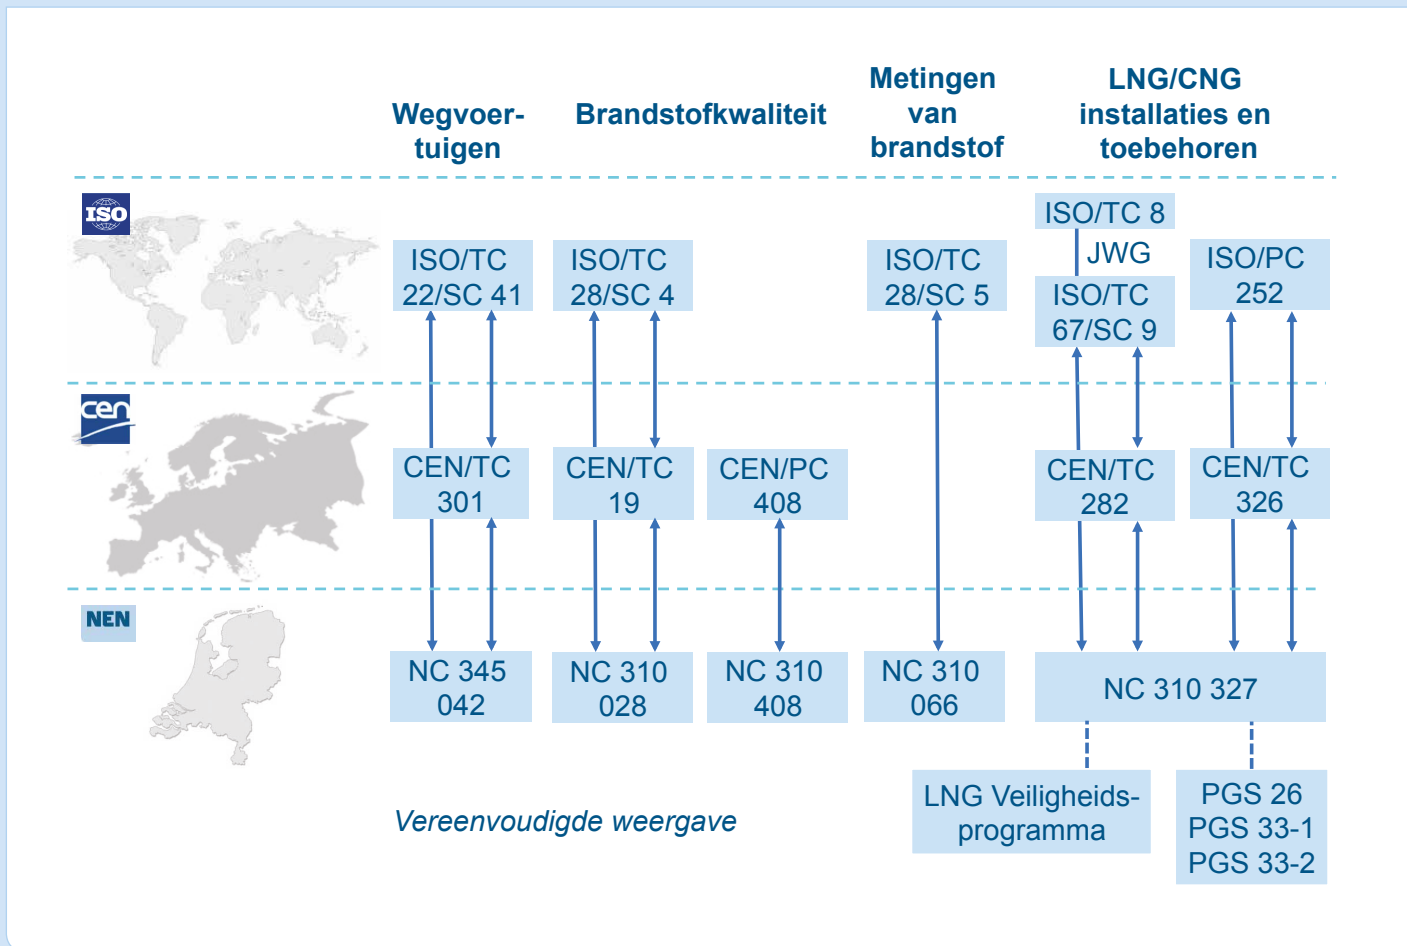 Wegvoer-
tuigen
Brandstofkwaliteit
Metingen
van
brandstof
LNG/CNG
installaties en
toebehoren
ISO
ISO/TC
22/SC 41
ISO/TC
28/SC 4
ISO/TC
28/SC 5
ISO/TC 8
JWG
ISO/TC
67/SC 9
ISO/PC
252
cen
CEN/TC
301
CEN/TC
19
CEN/PC
408
CEN/TC
282
CEN/TC
326
NEN
NC 345
042
NC 310
028
NC 310
408
NC 310
066
NC 310 327
LNG Veiligheids-
programma
PGS 26
PGS 33-1
PGS 33-2
Vereenvoudigde weergave